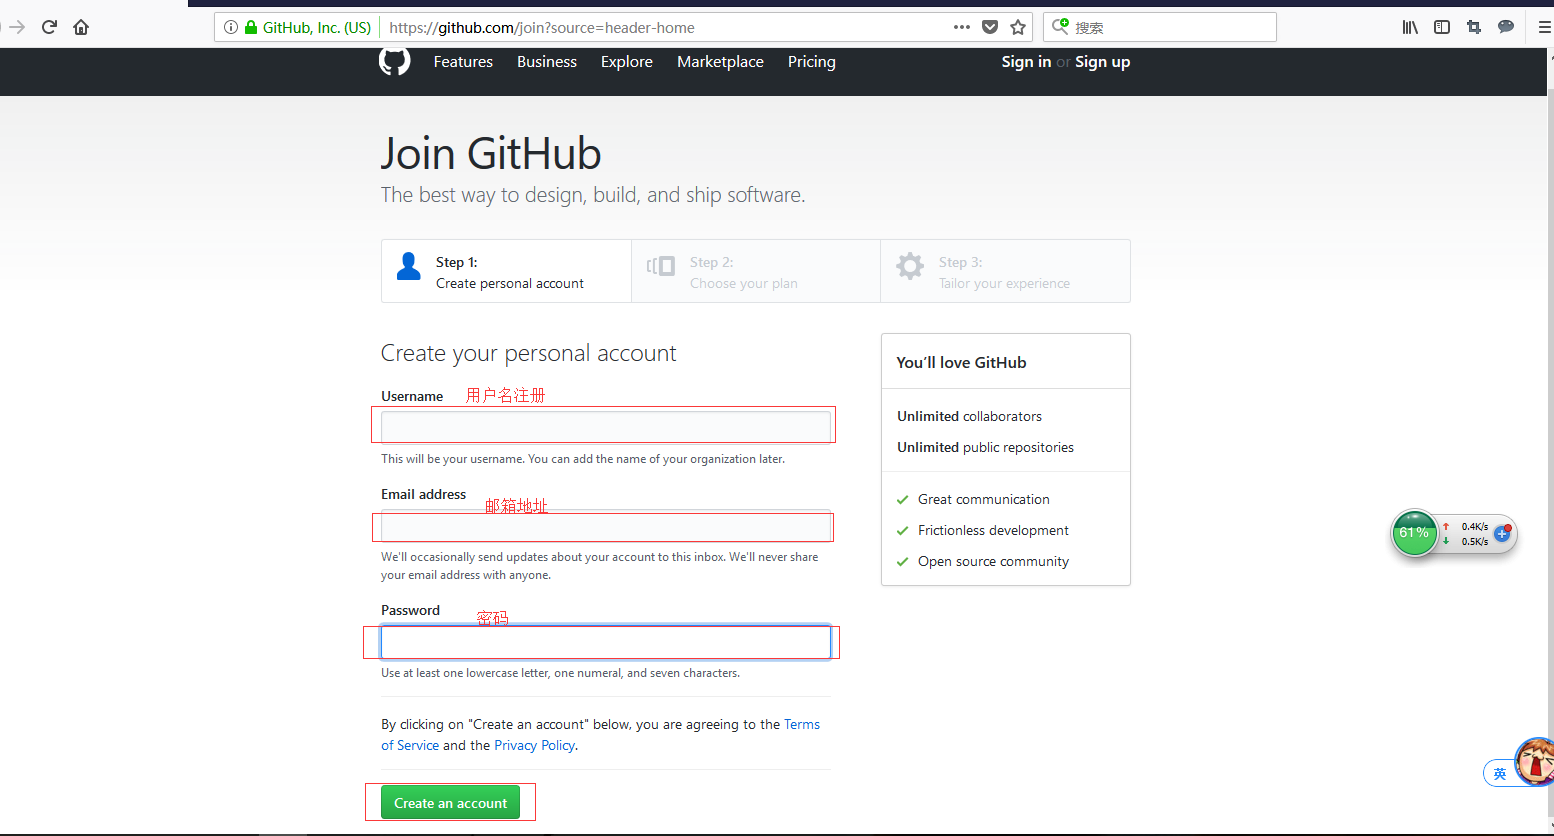 GitHub, Inc. (US) https://github.com/join?source=header-home 搜索
Features Business Explore Marketplace Pricing Sign in or Sign up
Join GitHub
The best way to design, build, and ship software.
Step 1:
Create personal account
Step 2:
Choose your plan
Step 3:
Tailor your experience
Create your personal account
Username 用户名注册
This will be your username. You can add the name of your organization later.
Email address 邮箱地址
We'll occasionally send updates about your account to this inbox. We'll never share
your email address with anyone.
Password 密码
Use at least one lowercase letter, one numeral, and seven characters.
By clicking on "Create an account" below, you are agreeing to the Terms
of Service and the Privacy Policy.
Create an account
You'll love GitHub
Unlimited collaborators
Unlimited public repositories
Great communication
Frictionless development
Open source community
61% 0.4K/s
0.5K/s
英